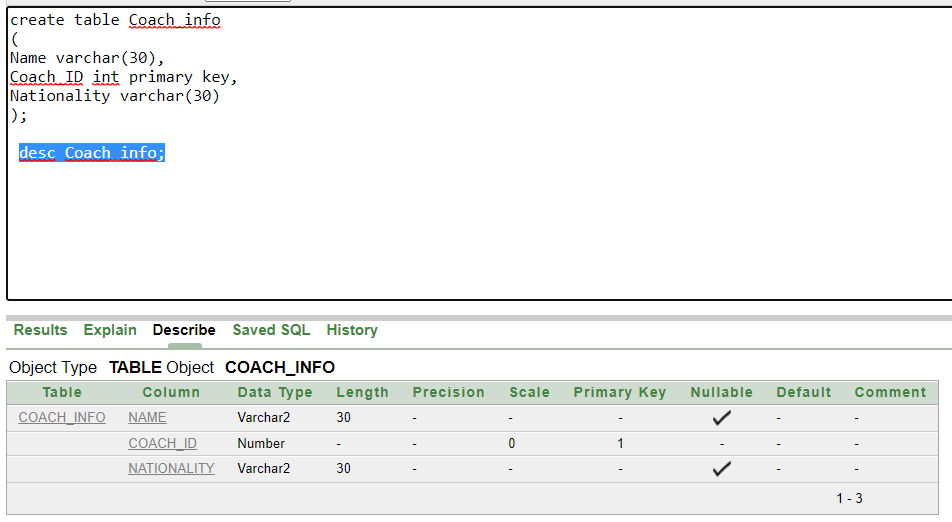 create table Coach_info
(
Name varchar(30),
Coach_ID int primary key,
Nationality varchar(30)
);
desc Coach_info;
Results Explain Describe Saved SQL History
Object Type TABLE Object COACH_INFO
Table Column Data Type Length Precision Scale Primary Key Nullable Default Comment
COACH_INFO NAME Varchar2 30 - - - ✓ - -
COACH_ID Number - - 0 1 - - -
NATIONALITY Varchar2 30 - - - ✓ - -
1 - 3